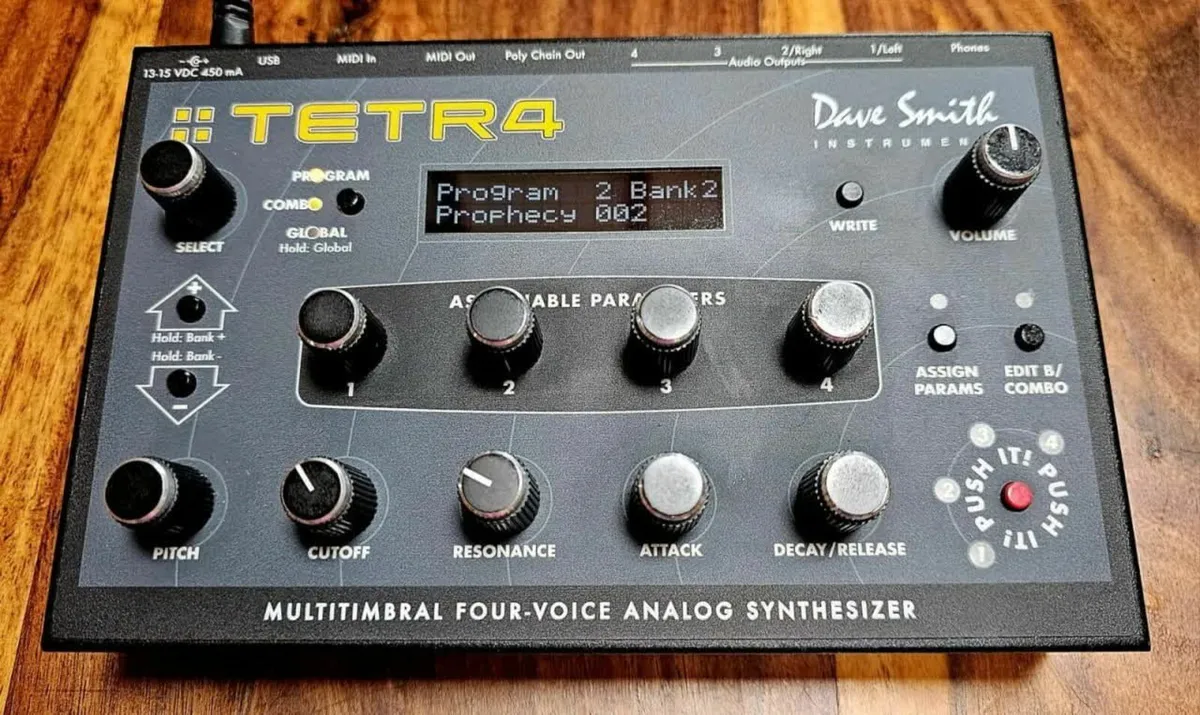 13-15 VDC 450 mA
USB
MIDI In
MIDI Out
Poly Chain Out
4
3
2/Right
1/Left
Audio Outputs
Phones
TETR4
Dave Smith
INSTRUMEN
PROGRAM
COMBO
GLOBAL
Hold: Global
SELECT
Program 2 Bank2
Prophecy 002
WRITE
VOLUME
+
Hold: Bank +
Hold: Bank -
-
ASSIGNABLE PARAMETERS
1
2
3
4
ASSIGN
PARAMS
EDIT B/
COMBO
PITCH
CUTOFF
RESONANCE
ATTACK
DECAY/RELEASE
1
2
3
4
PUSH IT! PUSH IT!
MULTITIMBRAL FOUR-VOICE ANALOG SYNTHESIZER